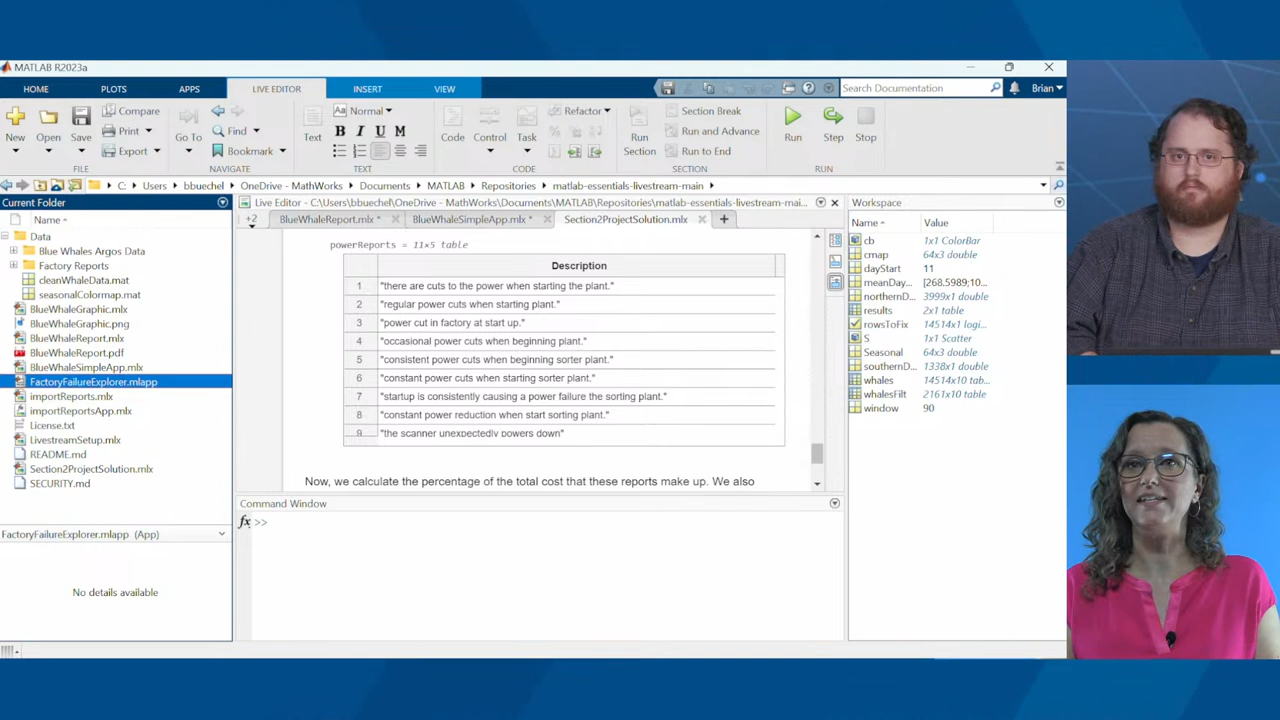 MATLAB R2023a
HOME PLOTS APPS LIVE EDITOR INSERT VIEW
Search Documentation
Brian
New Open Save Compare Print Export
Go To Find Bookmark
Text Normal B I U M
Code Control Task Refactor
Run Section Section Break Run and Advance Run to End
Run Step Stop
FILE NAVIGATE TEXT CODE SECTION RUN
C: Users bbuechel OneDrive - MathWorks Documents MATLAB Repositories matlab-essentials-livestream-main
Current Folder
Name
Data
Blue Whales Argos Data
Factory Reports
cleanWhaleData.mat
seasonalColormap.mat
BlueWhaleGraphic.mlx
BlueWhaleGraphic.png
BlueWhaleReport.mlx
BlueWhaleReport.pdf
BlueWhaleSimpleApp.mlx
FactoryFailureExplorer.mlapp
importReports.mlx
importReportsApp.mlx
License.txt
LivestreamSetup.mlx
README.md
Section2ProjectSolution.mlx
SECURITY.md
FactoryFailureExplorer.mlapp (App)
No details available
Live Editor - C:\Users\bbuechel\OneDrive - MathWorks\Documents\MATLAB\Repositories\matlab-essentials-livestream-mai...
+2 BlueWhaleReport.mlx * BlueWhaleSimpleApp.mlx * Section2ProjectSolution.mlx
powerReports = 11×5 table
Description
1 "there are cuts to the power when starting the plant."
2 "regular power cuts when starting plant."
3 "power cut in factory at start up."
4 "occasional power cuts when beginning plant."
5 "consistent power cuts when beginning sorter plant."
6 "constant power cuts when starting sorter plant."
7 "startup is consistently causing a power failure the sorting plant."
8 "constant power reduction when start sorting plant."
9 "the scanner unexpectedly powers down"
Now, we calculate the percentage of the total cost that these reports make up. We also
Command Window
fx >>
Workspace
Name Value
cb 1x1 ColorBar
cmap 64x3 double
dayStart 11
meanDay... [268.5989;10...
northernD... 3999x1 double
results 2x1 table
rowsToFix 14514x1 logi...
S 1x1 Scatter
Seasonal 64x3 double
southernD... 1338x1 double
whales 14514x10 tab...
whalesFilt 2161x10 table
window 90